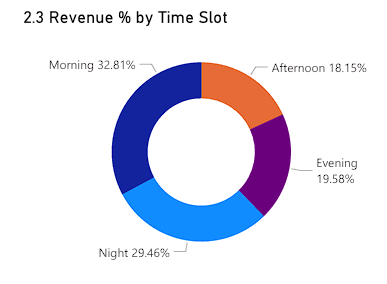 2.3 Revenue % by Time Slot
Morning 32.81%
Afternoon 18.15%
Evening
19.58%
Night 29.46%